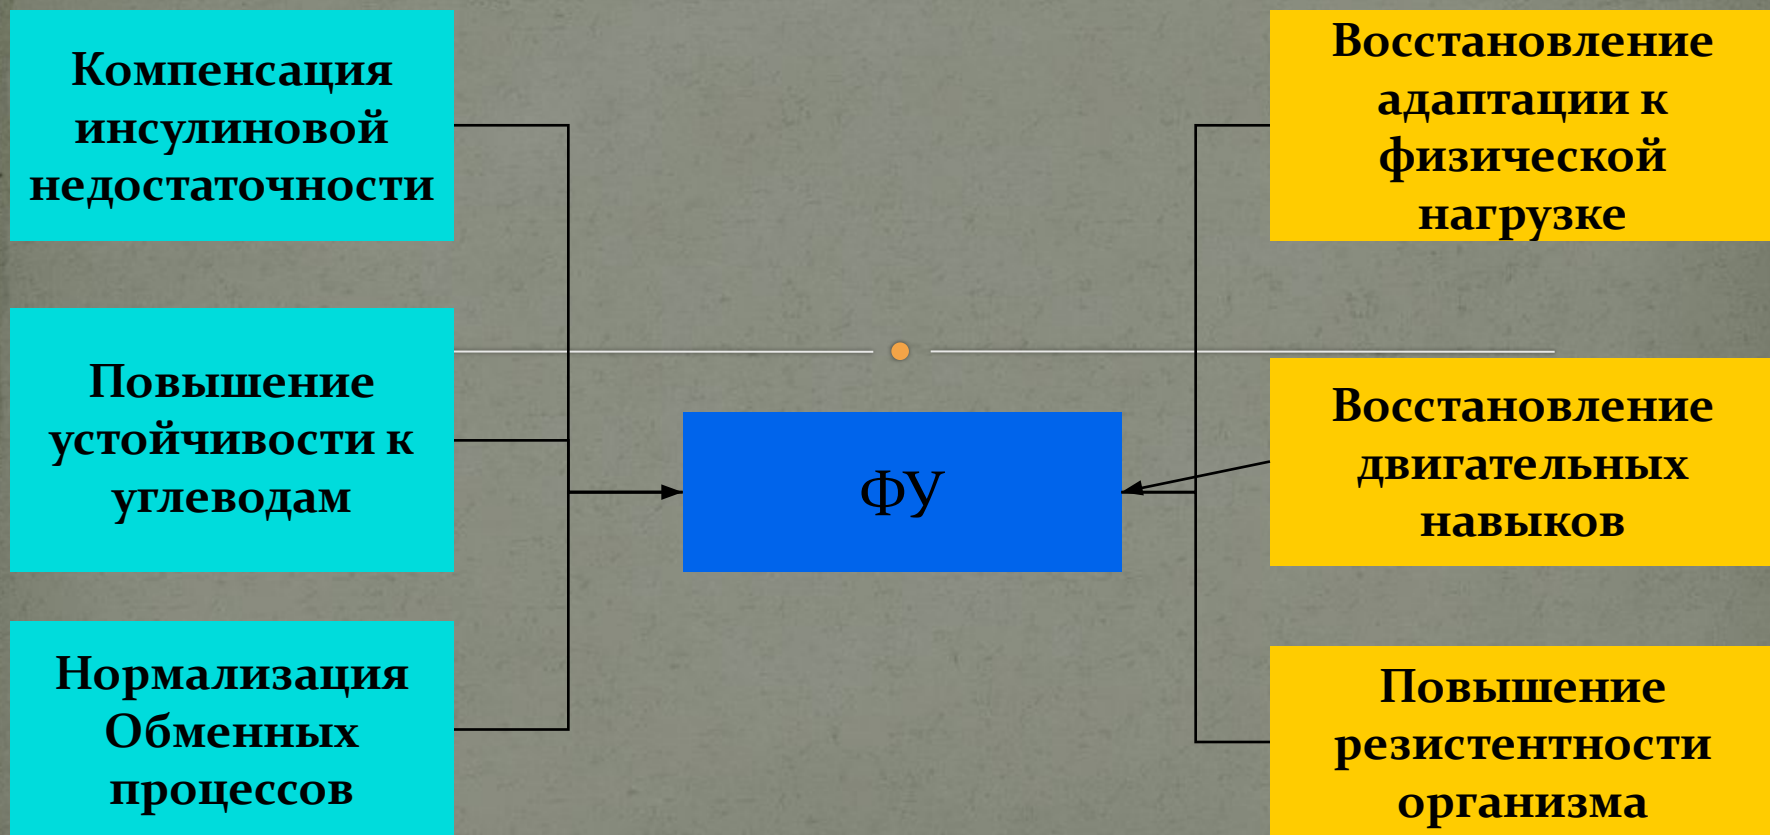 Компенсация
инсулиновой
недостаточности
Повышение
устойчивости к
углеводам
Нормализация
Обменных
процессов
ФУ
Восстановление
адаптации к
физической
нагрузке
Восстановление
двигательных
навыков
Повышение
резистентности
организма